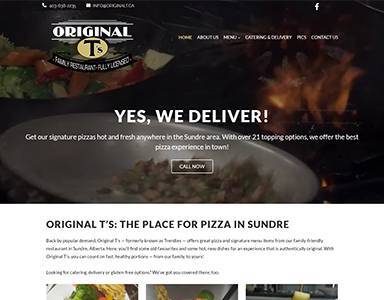 403-638-2235 INFO@ORIGINALT.CA
ORIGINAL
T's
FAMILY RESTAURANT - FULLY LICENSED
HOME ABOUT US MENU CATERING & DELIVERY PICS CONTACT US
YES, WE DELIVER!
Get our signature pizzas hot and fresh anywhere in the Sundre area. With over 21 topping options, we offer the best
pizza experience in town!
CALL NOW
ORIGINAL T'S: THE PLACE FOR PIZZA IN SUNDRE
Back by popular demand, Original T's — formerly known as Trendies — offers great pizza and signature menu items from our family friendly
restaurant in Sundre, Alberta. Here, you'll find some old favourites and some hot, new dishes for an experience that is authentically original. With
Original T's, you can count on fast, healthy portions — from our family to yours!
Looking for catering, delivery or gluten free options? We've got you covered there, too.